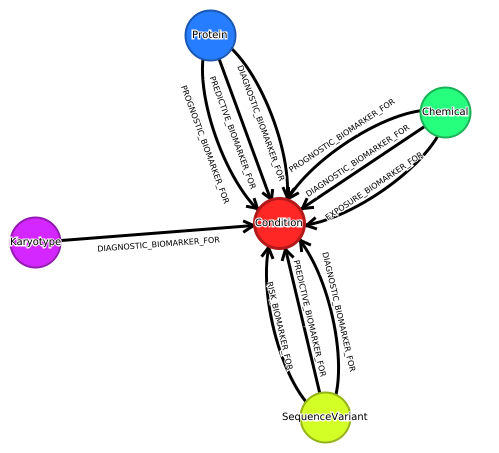 Protein
PROGNOSTIC_BIOMARKER_FOR
PREDICTIVE_BIOMARKER_FOR
DIAGNOSTIC_BIOMARKER_FOR
Chemical
PROGNOSTIC_BIOMARKER_FOR
DIAGNOSTIC_BIOMARKER_FOR
EXPOSURE_BIOMARKER_FOR
Condition
Karyotype
DIAGNOSTIC_BIOMARKER_FOR
RISK_BIOMARKER_FOR
PREDICTIVE_BIOMARKER_FOR
DIAGNOSTIC_BIOMARKER_FOR
SequenceVariant